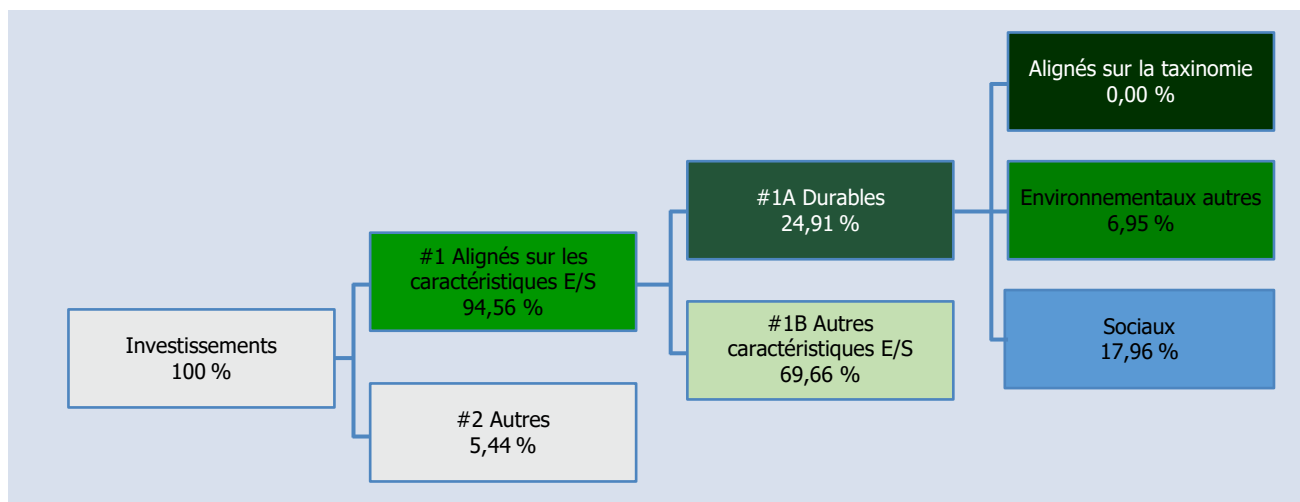 Investissements
100 %
#1 Alignés sur les
caractéristiques E/S
94,56 %
#2 Autres
5,44 %
#1A Durables
24,91 %
#1B Autres
caractéristiques E/S
69,66 %
Alignés sur la taxinomie
0,00 %
Environnementaux autres
6,95 %
Sociaux
17,96 %